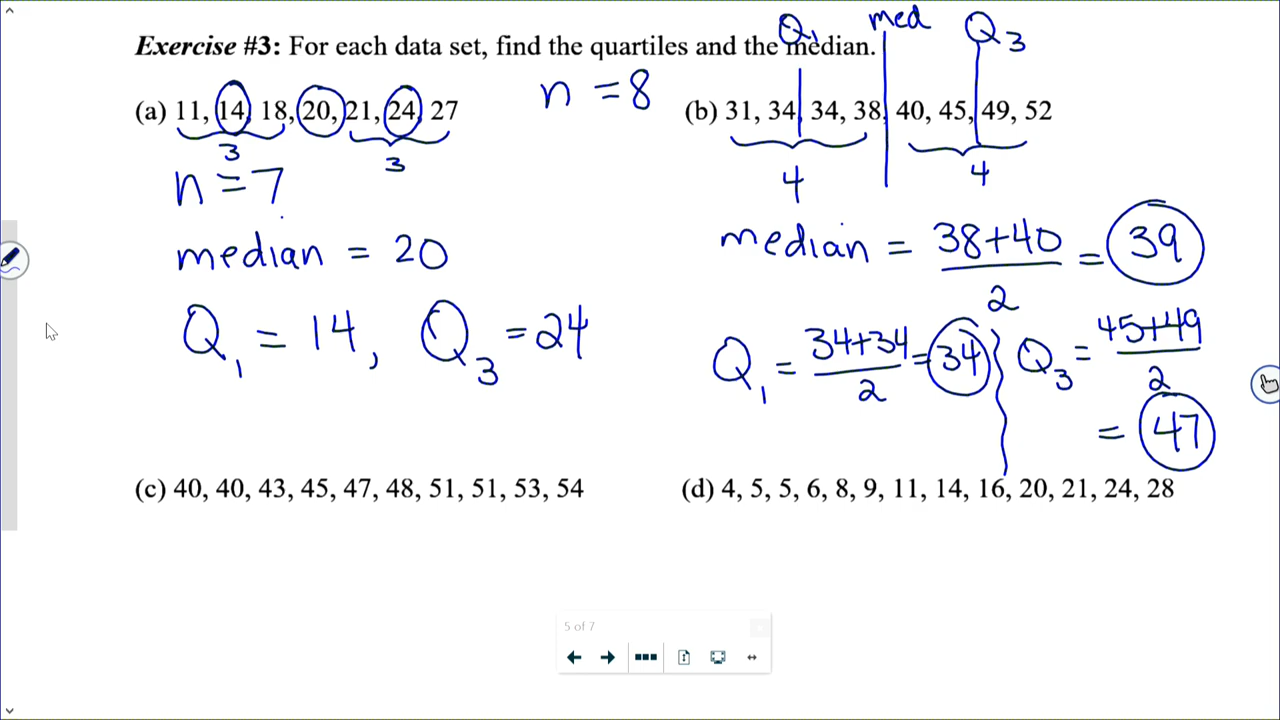 Exercise #3: For each data set, find the quartiles and the median.
(a) 11, 14, 18, 20, 21, 24, 27
3
3
n = 7
median = 20
Q1 = 14, Q3 = 24
n = 8
Q1 med Q3
(b) 31, 34, 34, 38, 40, 45, 49, 52
4
4
median = 38+40/2 = 39
Q1 = 34+34/2 = 34
Q3 = 45+49/2
= 47
(c) 40, 40, 43, 45, 47, 48, 51, 51, 53, 54
(d) 4, 5, 5, 6, 8, 9, 11, 14, 16, 20, 21, 24, 28
5 of 7